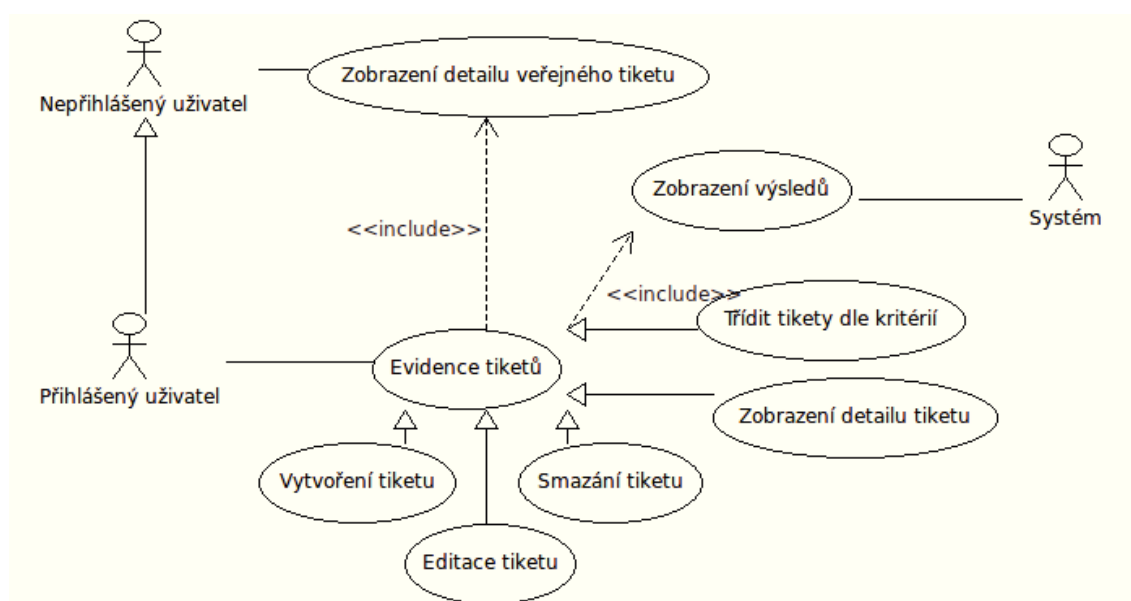 Zobrazení detailu veřejného tiketu
Nepřihlášený uživatel
Zobrazení výsledů
Systém
<<include>>
<<include>>
Třídit tikety dle kritérií
Evidence tiketů
Přihlášený uživatel
Zobrazení detailu tiketu
Vytvoření tiketu
Smazání tiketu
Editace tiketu